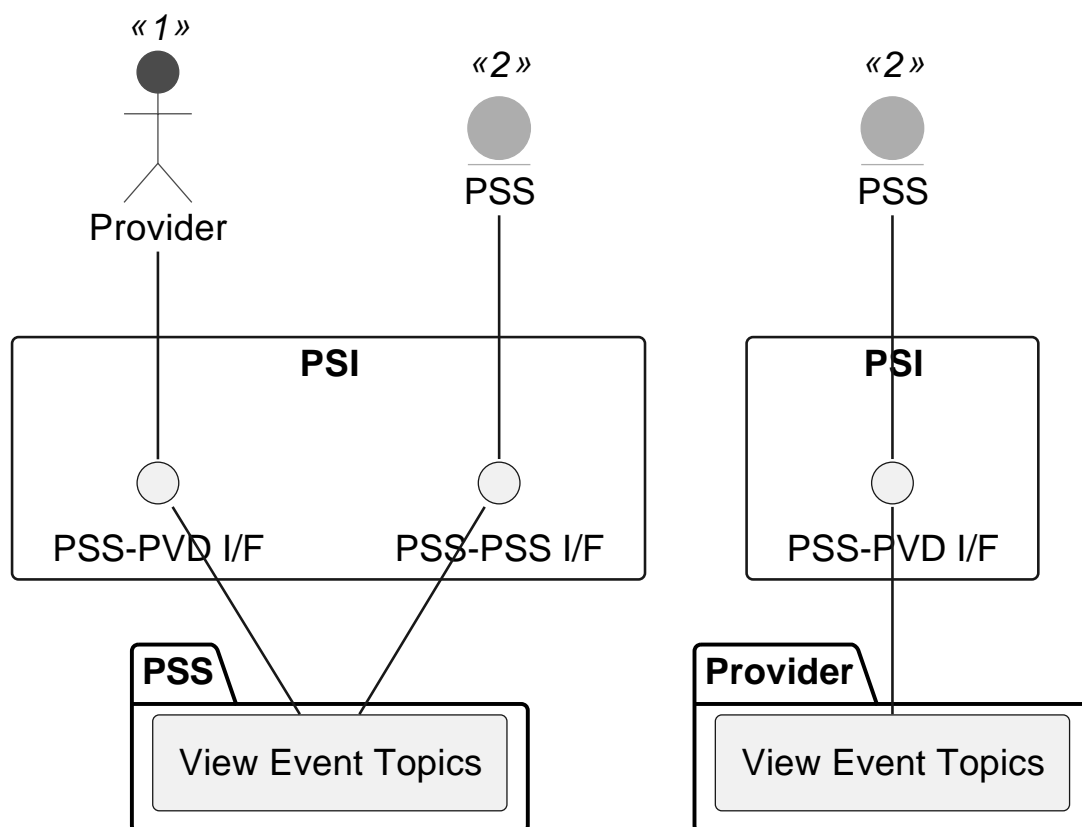 «1»
«2»
«2»
Provider
PSS
PSS
PSI
PSI
PSS-PVD I/F
PSS-PSS I/F
PSS-PVD I/F
PSS
Provider
View Event Topics
View Event Topics